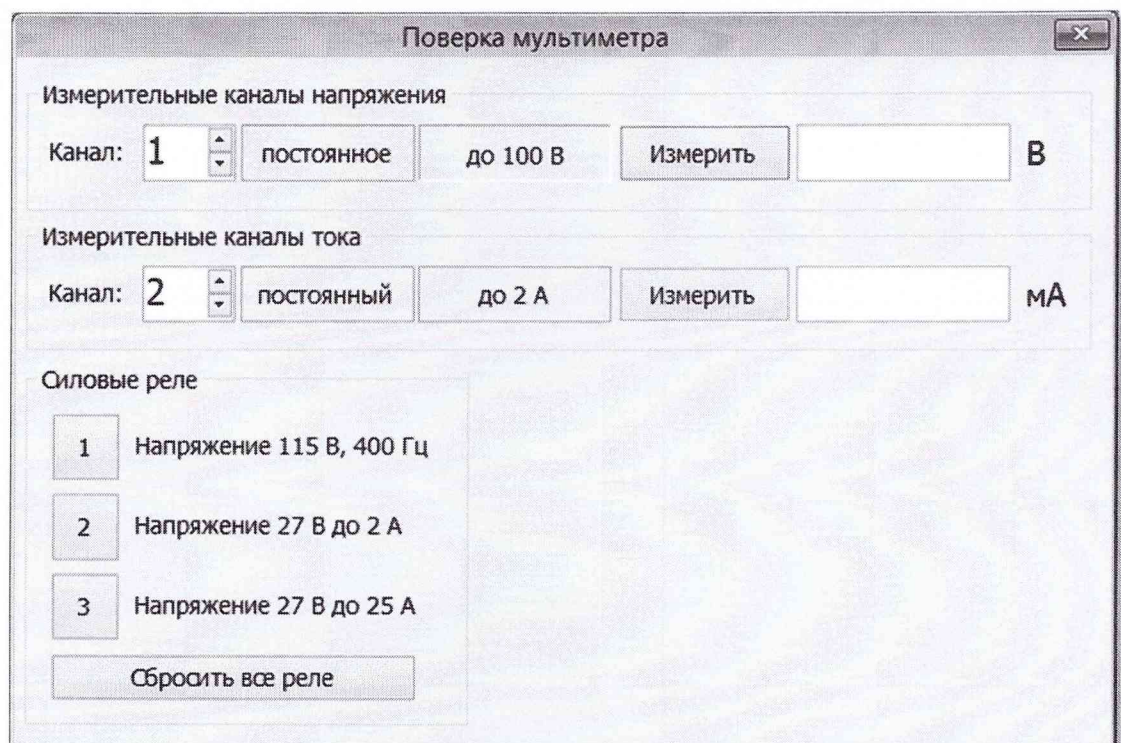 Поверка мультиметра
Измерительные каналы напряжения
Канал: 1 постоянное до 100 В Измерить В
Измерительные каналы тока
Канал: 2 постоянный до 2 А Измерить мА
Силовые реле
1 Напряжение 115 В, 400 Гц
2 Напряжение 27 В до 2 А
3 Напряжение 27 В до 25 А
Сбросить все реле